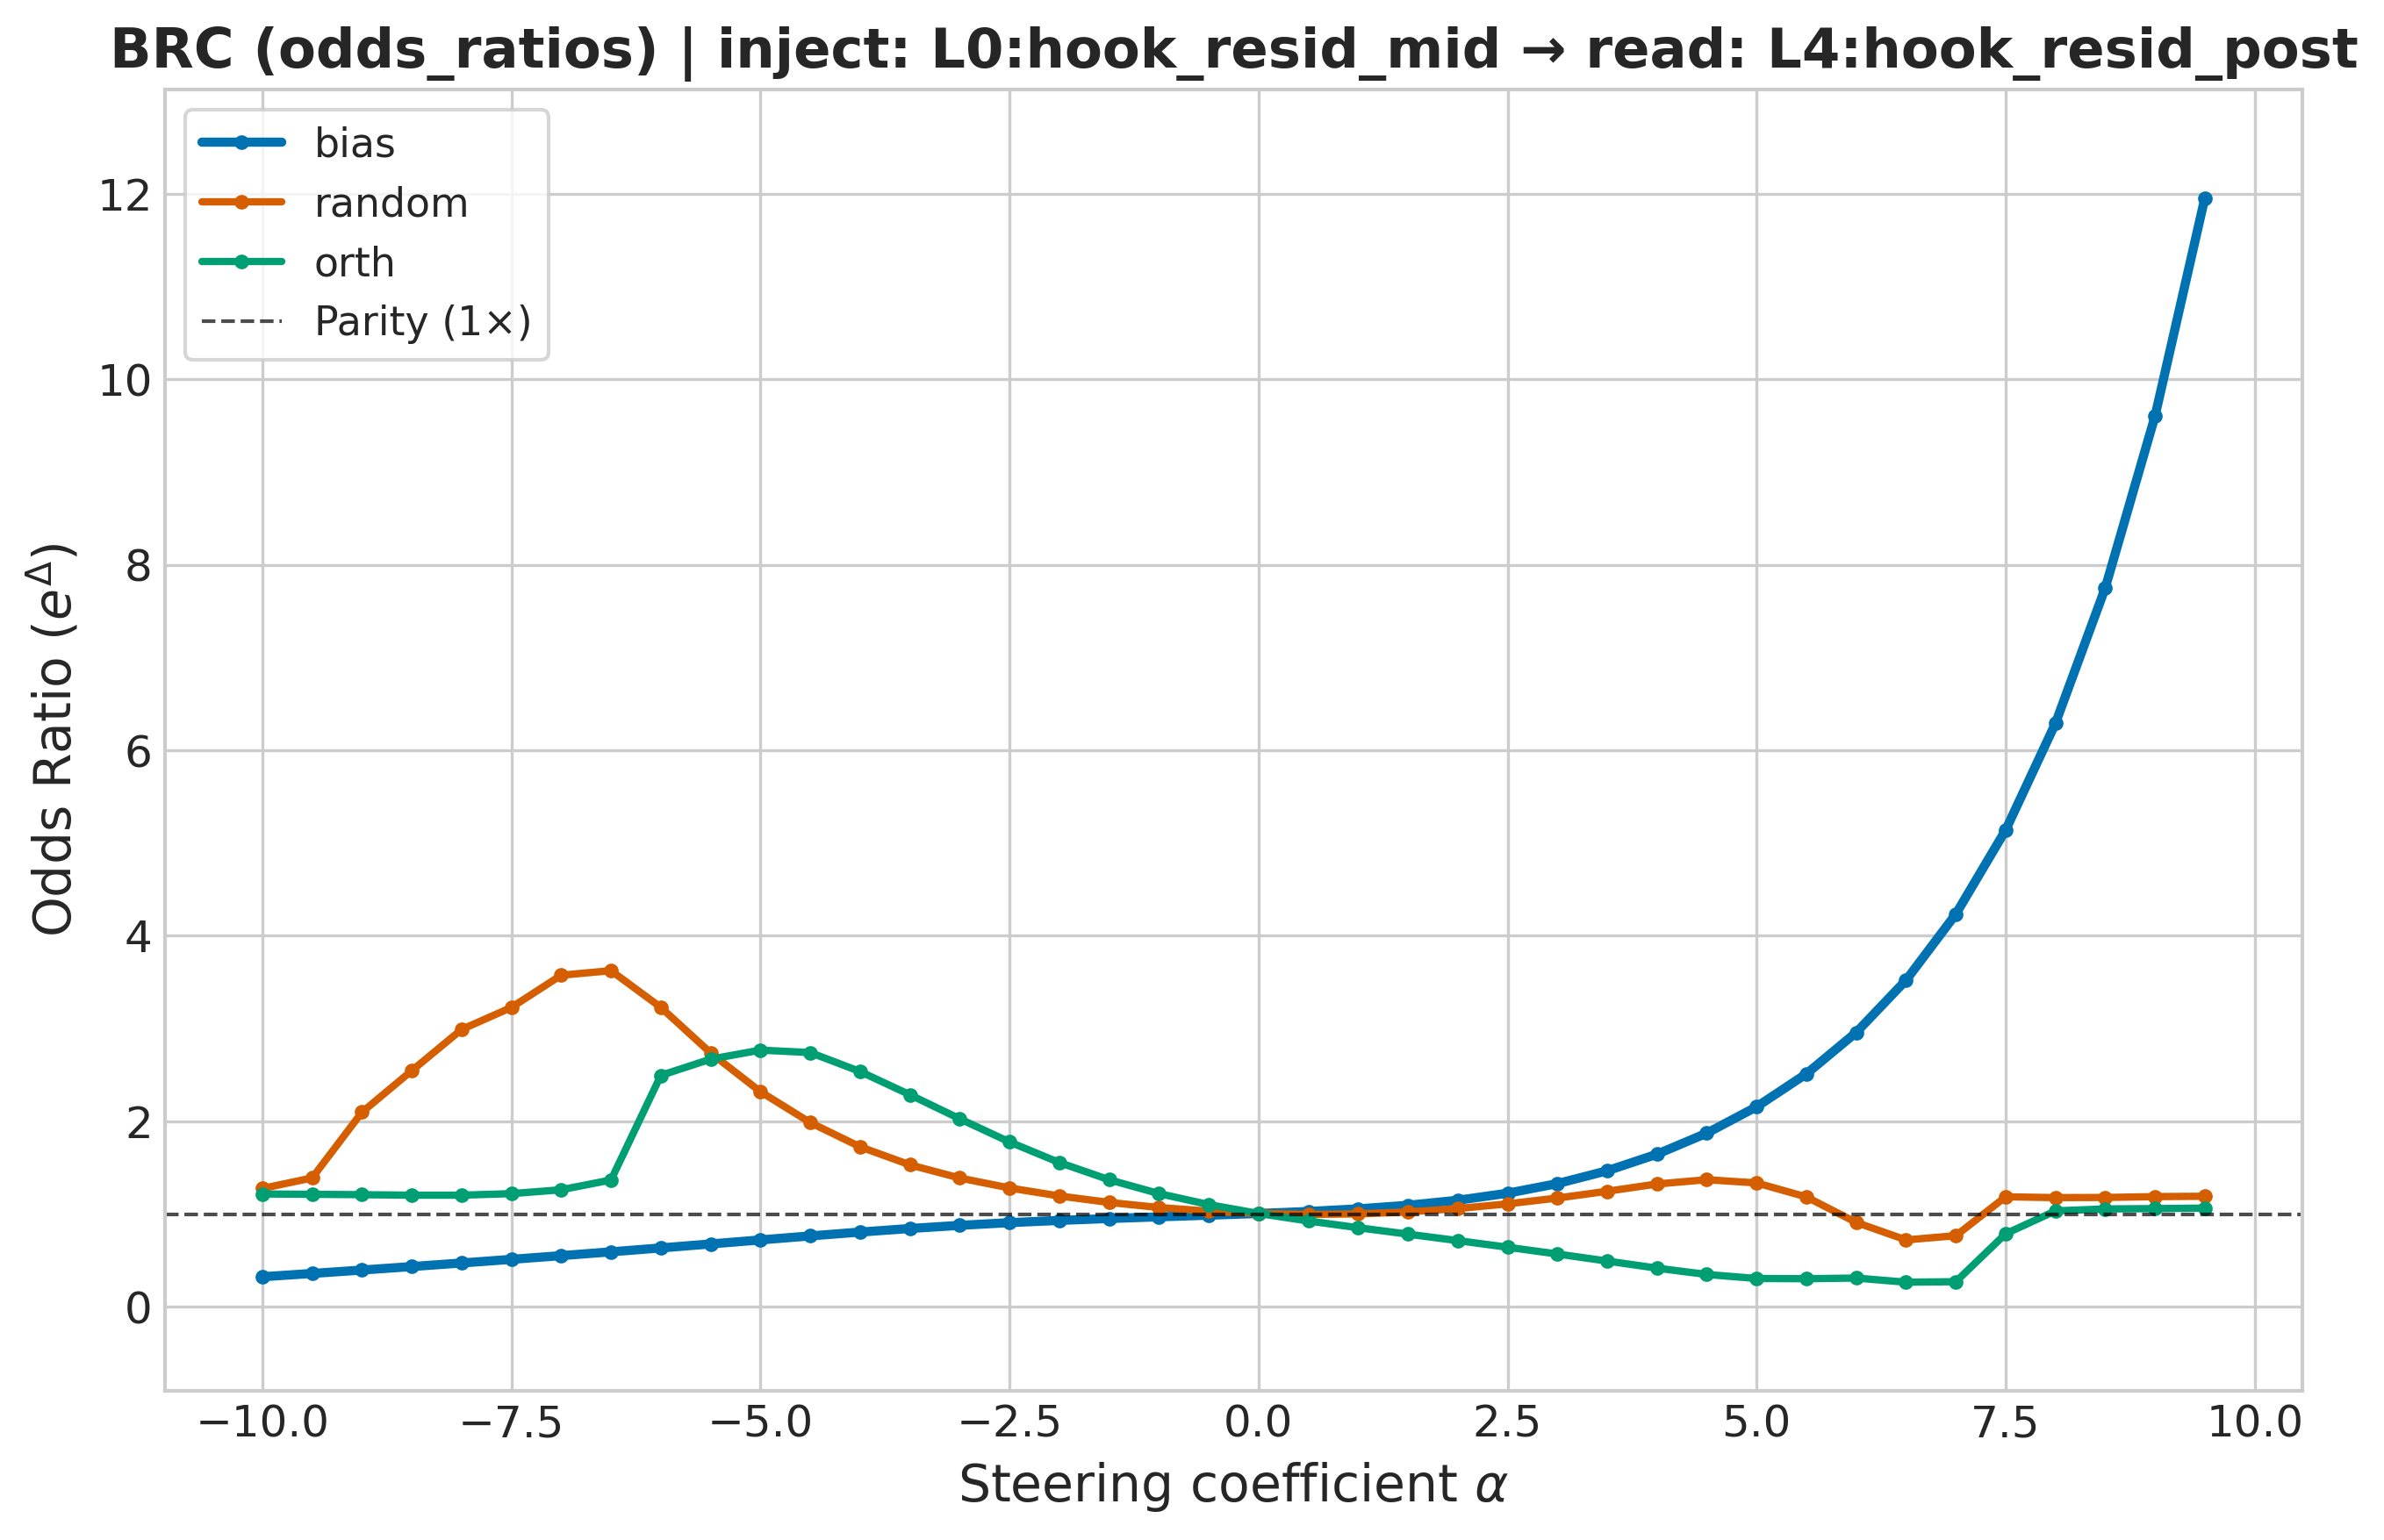 BRC (odds_ratios) | inject: L0:hook_resid_mid → read: L4:hook_resid_post
bias
random
orth
Parity (1×)
12
10
8
6
4
2
0
Odds Ratio (e^Δ)
−10.0 −7.5 −5.0 −2.5 0.0 2.5 5.0 7.5 10.0
Steering coefficient α